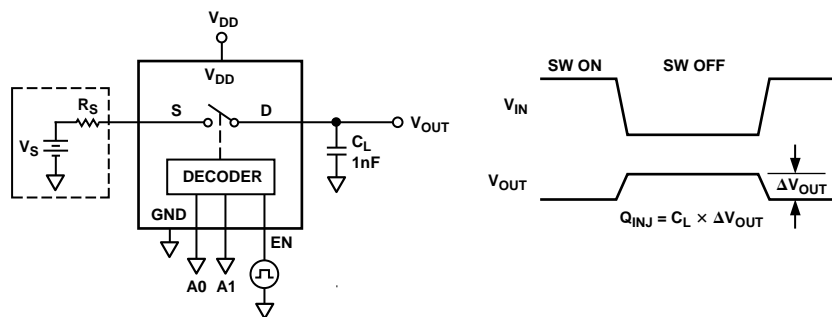 VDD
VDD
RS
S
D
VS
VOUT
CL
1nF
DECODER
GND
EN
A0
A1
SW ON
SW OFF
VIN
VOUT
ΔVOUT
QINJ = CL × ΔVOUT